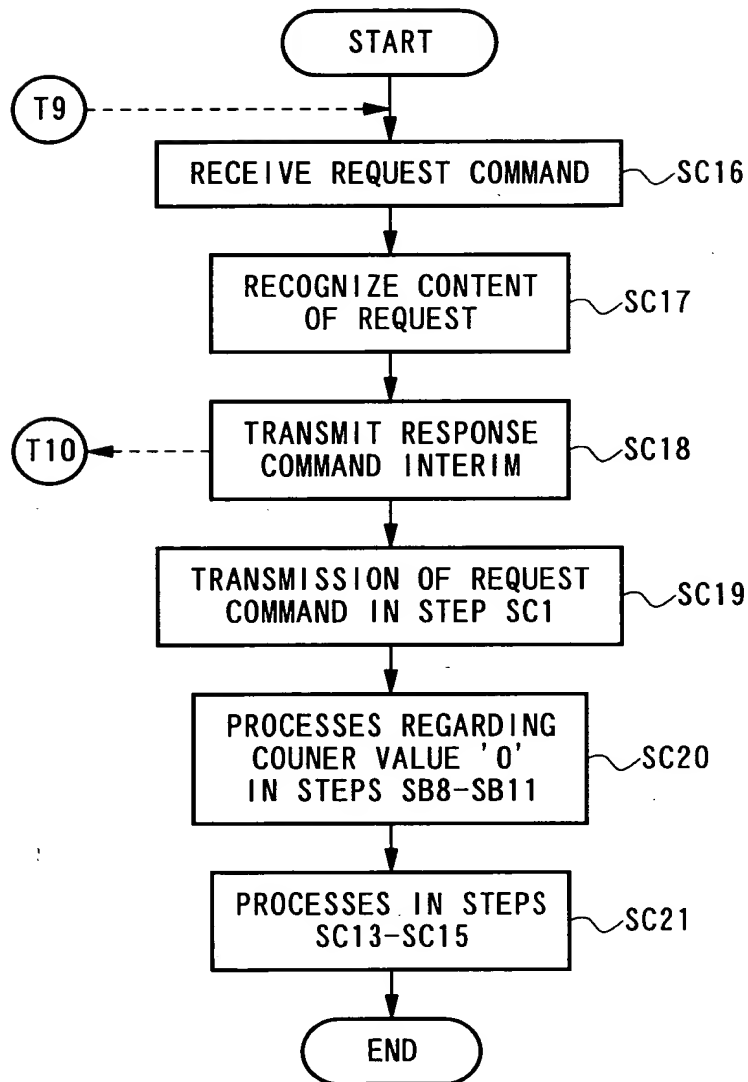 START
T9
RECEIVE REQUEST COMMAND
SC16
RECOGNIZE CONTENT
OF REQUEST
SC17
T10
TRANSMIT RESPONSE
COMMAND INTERIM
SC18
TRANSMISSION OF REQUEST
COMMAND IN STEP SC1
SC19
PROCESSES REGARDING
COUNER VALUE '0'
IN STEPS SB8-SB11
SC20
PROCESSES IN STEPS
SC13-SC15
SC21
END